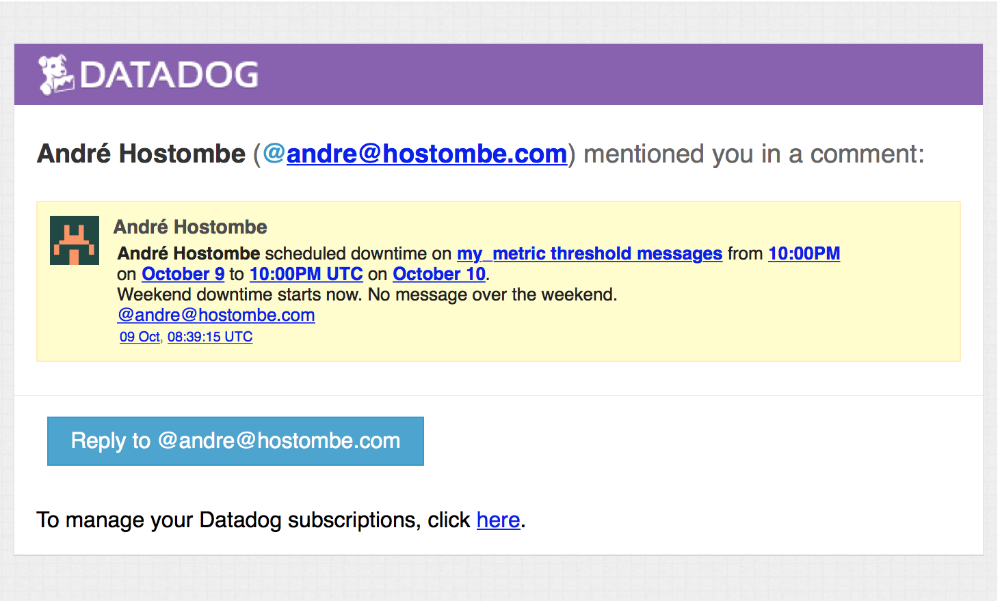 DATADOG
André Hostombe (@andre@hostombe.com) mentioned you in a comment:
André Hostombe
André Hostombe scheduled downtime on my_metric threshold messages from 10:00PM
on October 9 to 10:00PM UTC on October 10.
Weekend downtime starts now. No message over the weekend.
@andre@hostombe.com
09 Oct, 08:39:15 UTC
Reply to @andre@hostombe.com
To manage your Datadog subscriptions, click here.